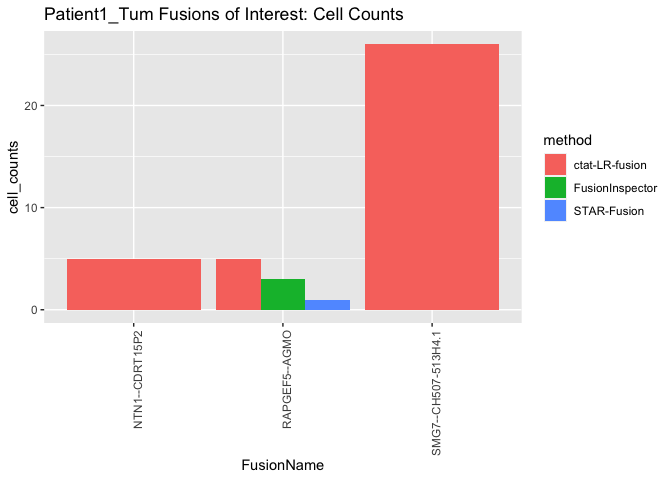 Patient1_Tum Fusions of Interest: Cell Counts
cell_counts
20
10
0
NTN1--CDRT15P2
RAPGEF5--AGMO
SMG7--CH507-513H4.1
FusionName
method
ctat-LR-fusion
FusionInspector
STAR-Fusion